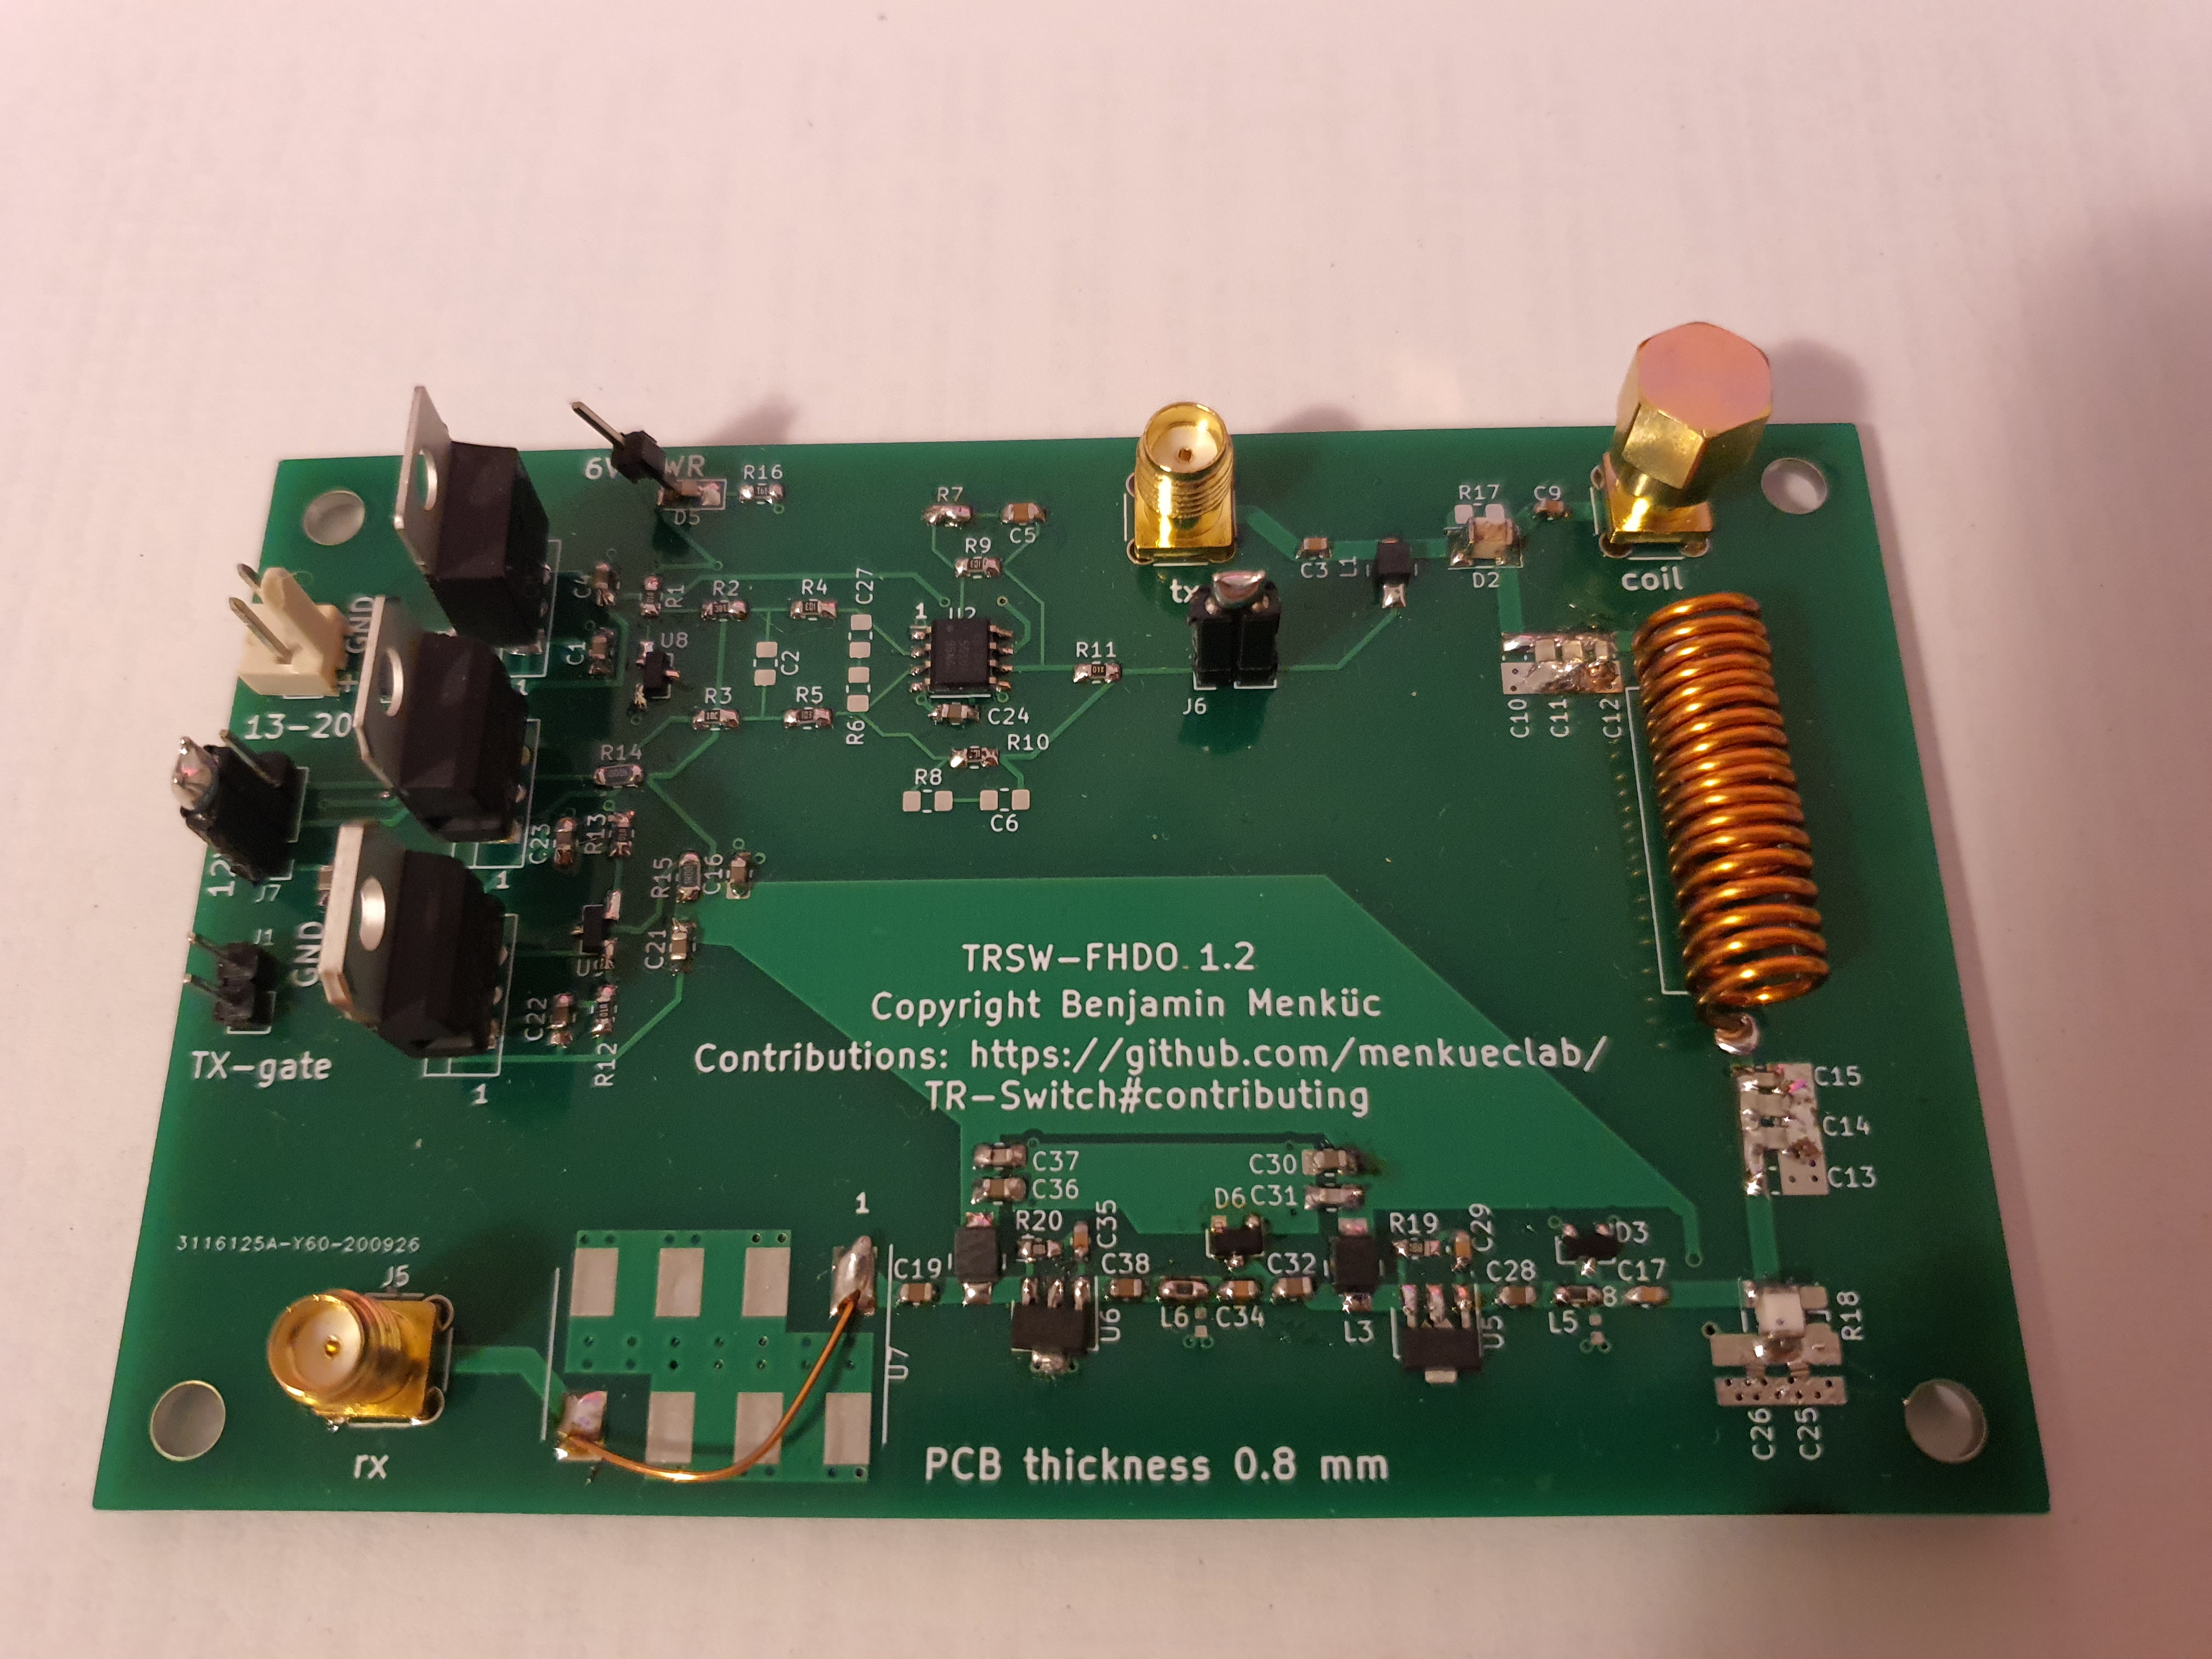 R16
D5
R7
C5
R9
R17
C9
C3
L1
D2
coil
R1
R2
R4
C27
1
C1
U8
C2
R11
GND
+
R3
R5
R6
C24
J6
C10
C11
C12
13-20
R14
R10
R8
C6
C23
R13
1
R15
C16
J7
J1
GND
C21
TRSW-FHDO 1.2
Copyright Benjamin Menküc
Contributions: https://github.com/menkueclab/
TR-Switch#contributing
C22
R12
TX-gate
1
C15
C14
C13
C37
C36
C30
C31
D6
1
R20
C35
R19
C29
D3
3116125A-Y60-200926
J5
C19
C38
C32
C28
C17
L6
C34
L3
U6
U5
L5
R18
U7
rx
C26
C25
PCB thickness 0.8 mm